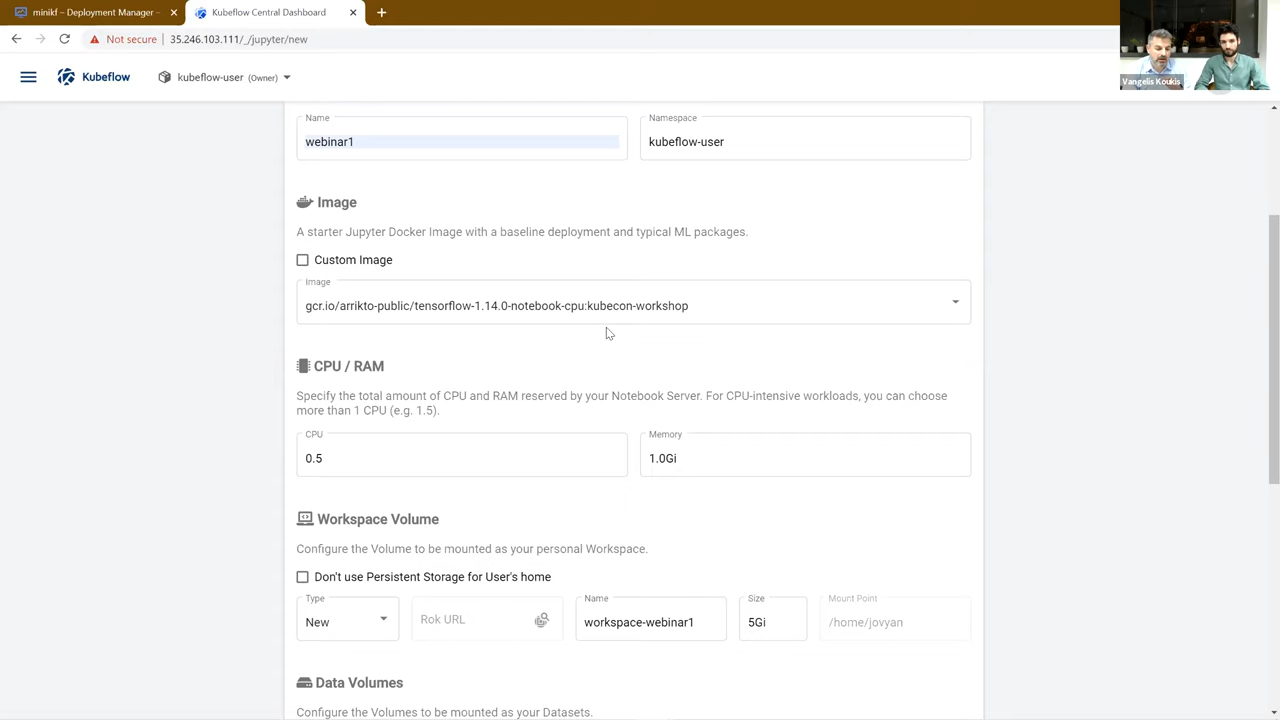 minikf – Deployment Manager -
Kubeflow Central Dashboard
Not secure 35.246.103.111/_/jupyter/new
Kubeflow kubeflow-user (Owner)
Vangelis Koukis
Name
webinar1
Namespace
kubeflow-user
Image
A starter Jupyter Docker Image with a baseline deployment and typical ML packages.
Custom Image
Image
gcr.io/arrikto-public/tensorflow-1.14.0-notebook-cpu:kubecon-workshop
CPU / RAM
Specify the total amount of CPU and RAM reserved by your Notebook Server. For CPU-intensive workloads, you can choose
more than 1 CPU (e.g. 1.5).
CPU
0.5
Memory
1.0Gi
Workspace Volume
Configure the Volume to be mounted as your personal Workspace.
Don't use Persistent Storage for User's home
Type
New
Rok URL
Name
workspace-webinar1
Size
5Gi
Mount Point
/home/jovyan
Data Volumes
Configure the Volumes to be mounted as your Datasets.